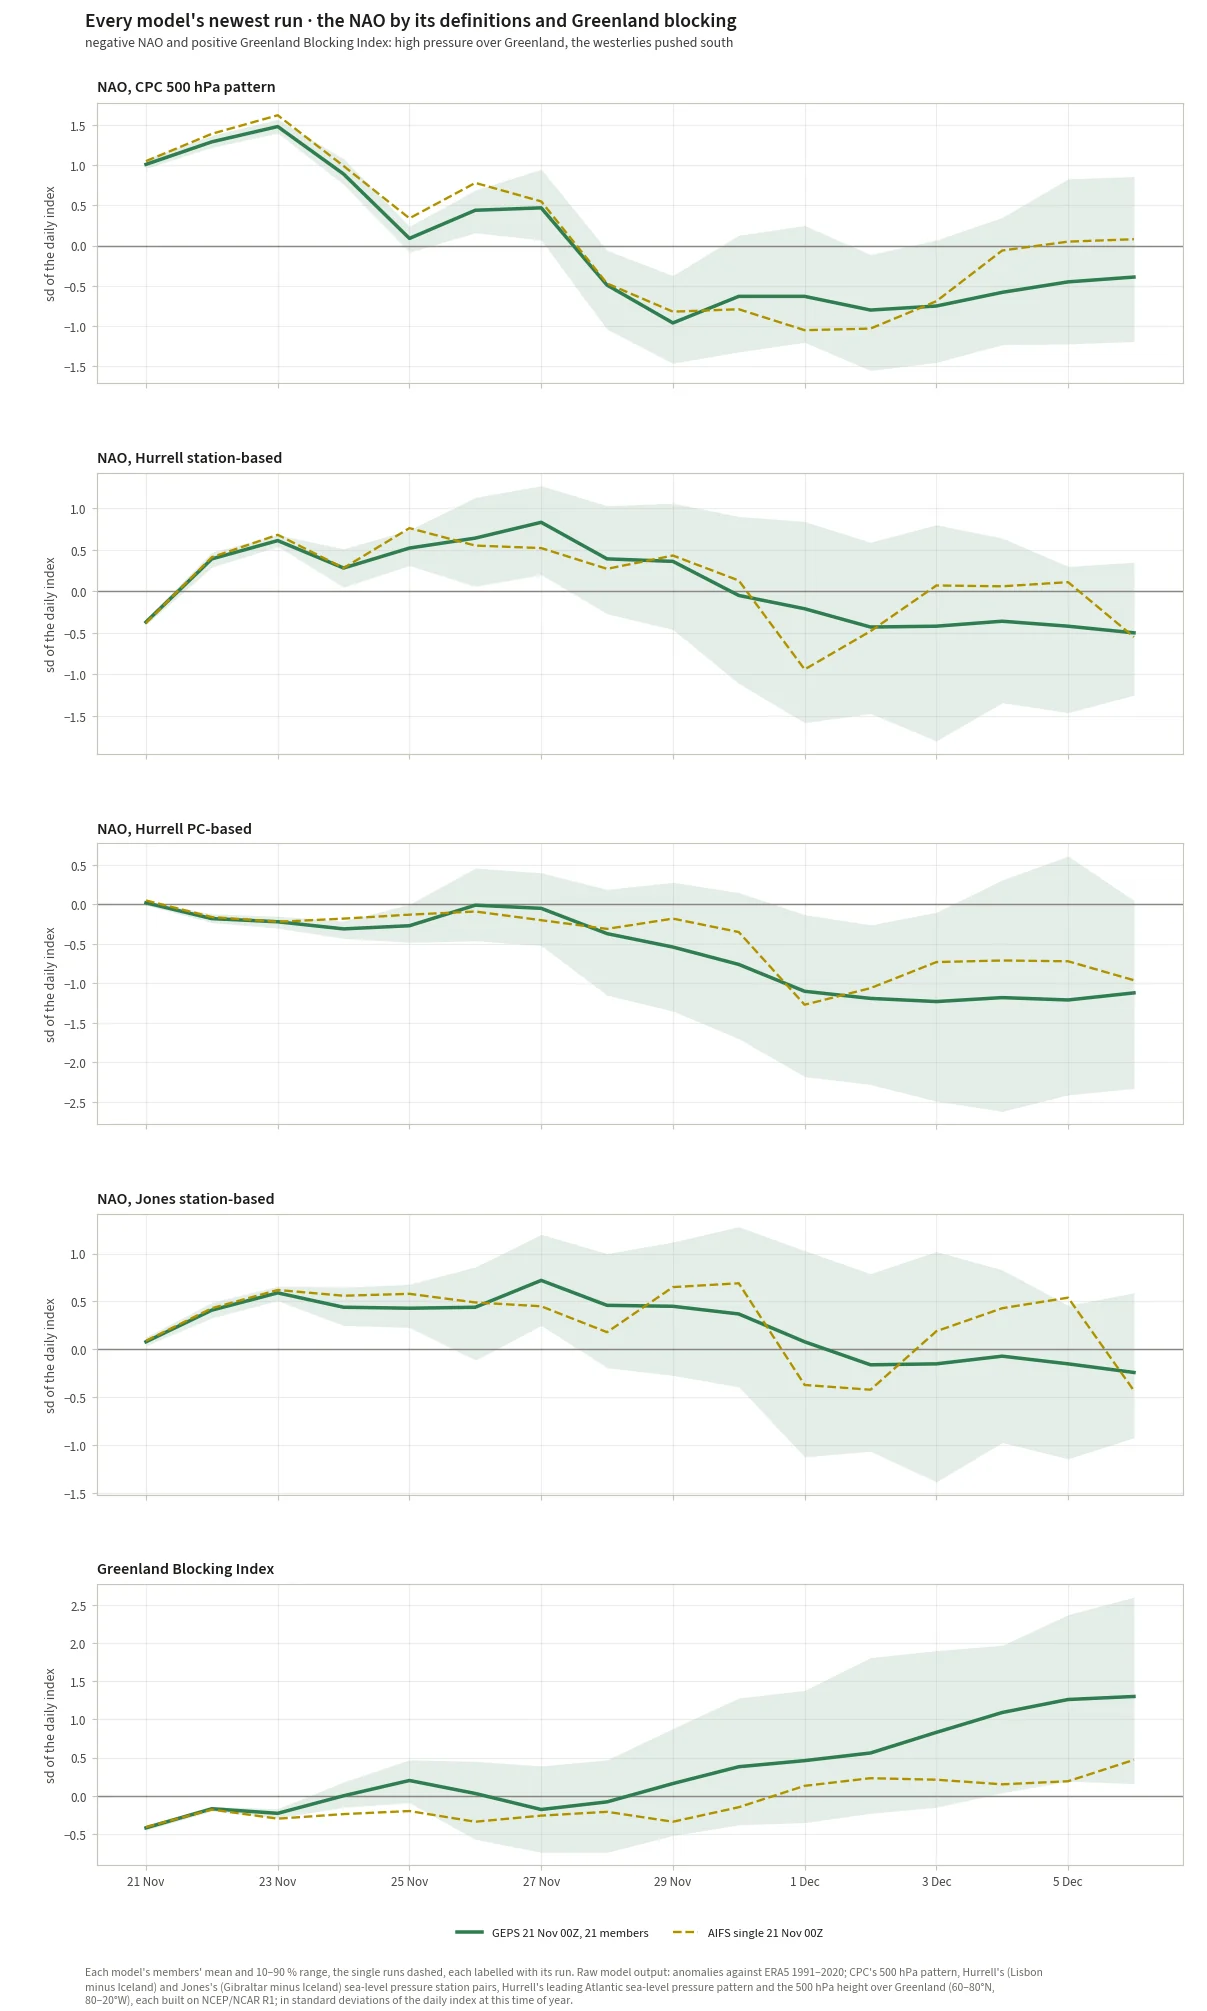 Every model's newest run · the NAO by its definitions and Greenland blocking
negative NAO and positive Greenland Blocking Index: high pressure over Greenland, the westerlies pushed south
NAO, CPC 500 hPa pattern
1.5
1.0
0.5
0.0
−0.5
−1.0
−1.5
sd of the daily index
NAO, Hurrell station-based
1.0
0.5
0.0
−0.5
−1.0
−1.5
sd of the daily index
NAO, Hurrell PC-based
0.5
0.0
−0.5
−1.0
−1.5
−2.0
−2.5
sd of the daily index
NAO, Jones station-based
1.0
0.5
0.0
−0.5
−1.0
−1.5
sd of the daily index
Greenland Blocking Index
2.5
2.0
1.5
1.0
0.5
0.0
−0.5
sd of the daily index
21 Nov 23 Nov 25 Nov 27 Nov 29 Nov 1 Dec 3 Dec 5 Dec
GEPS 21 Nov 00Z, 21 members AIFS single 21 Nov 00Z
Each model's members' mean and 10–90 % range, the single runs dashed, each labelled with its run. Raw model output: anomalies against ERA5 1991–2020; CPC's 500 hPa pattern, Hurrell's (Lisbon
minus Iceland) and Jones's (Gibraltar minus Iceland) sea-level pressure station pairs, Hurrell's leading Atlantic sea-level pressure pattern and the 500 hPa height over Greenland (60–80°N,
80–20°W), each built on NCEP/NCAR R1; in standard deviations of the daily index at this time of year.